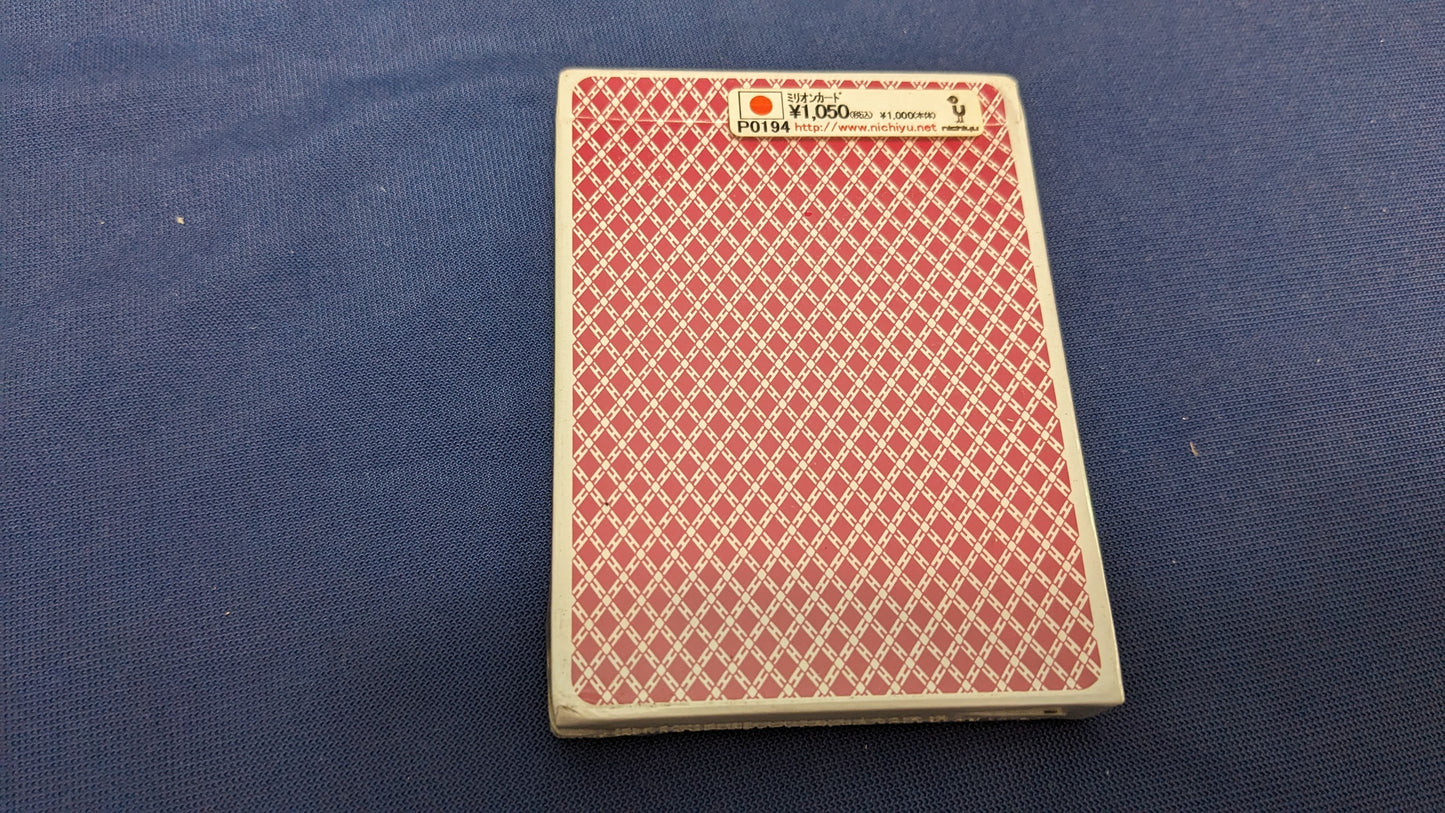 ミリオンカード
¥1,050(税込) ¥1,000(本体)
P0194 http://www.nichiyu.net nichiyu